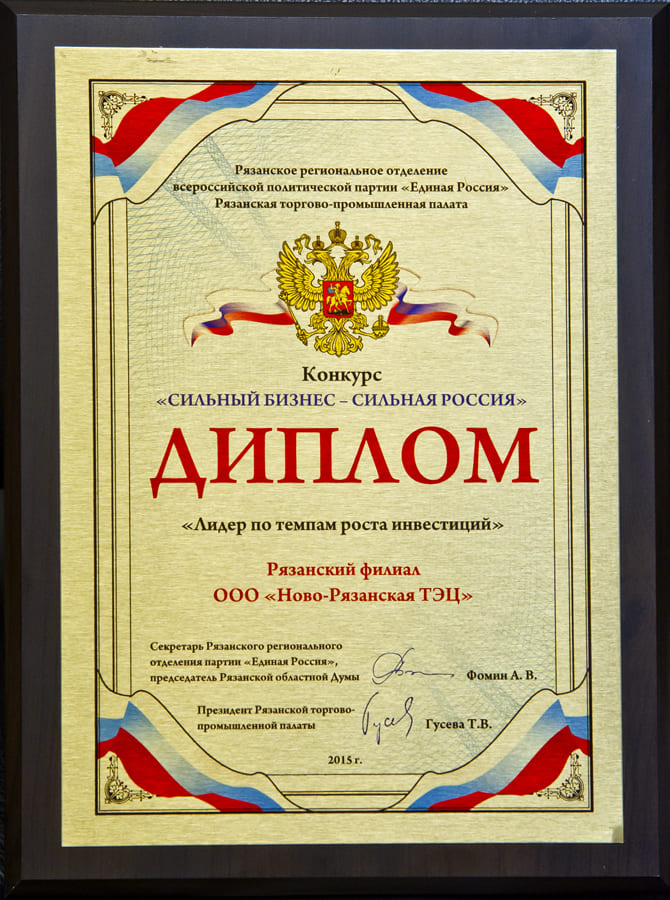 Рязанское региональное отделение
всероссийской политической партии «Единая Россия»
Рязанская торгово-промышленная палата
Конкурс
«СИЛЬНЫЙ БИЗНЕС – СИЛЬНАЯ РОССИЯ»
ДИПЛОМ
«Лидер по темпам роста инвестиций»
Рязанский филиал
ООО «Ново-Рязанская ТЭЦ»
Секретарь Рязанского регионального
отделения партии «Единая Россия»,
председатель Рязанской областной Думы
Фомин А. В.
Президент Рязанской торгово-
промышленной палаты
Гусева Т.В.
2015 г.